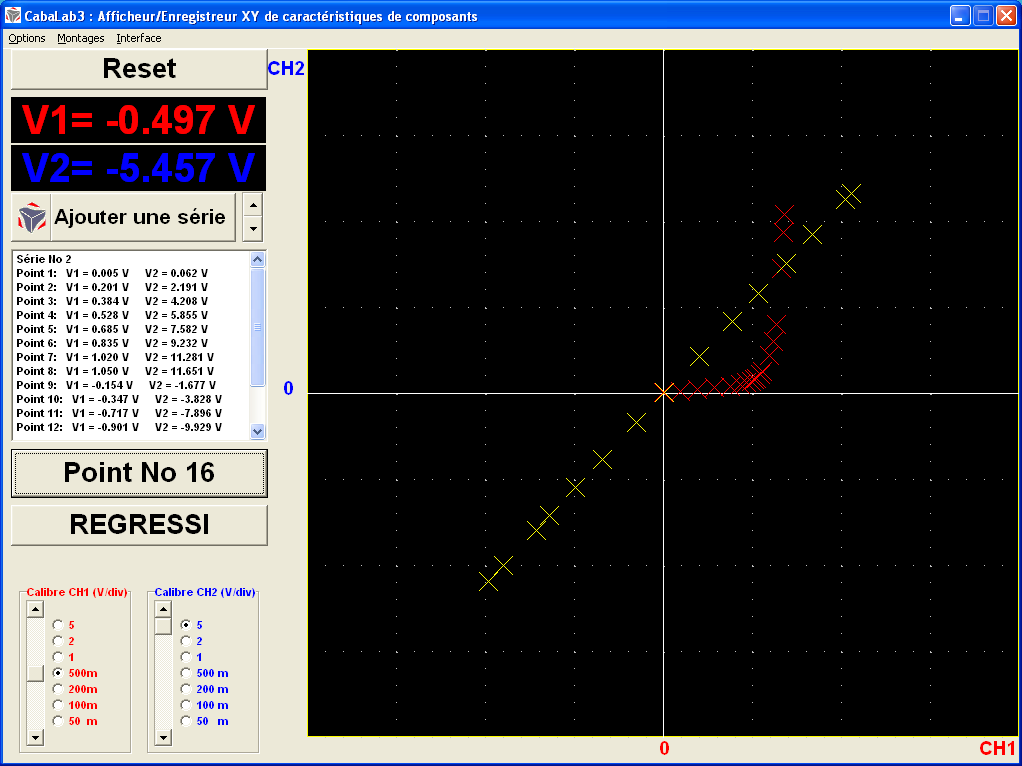 CabaLab3 : Afficheur/Enregistreur XY de caractéristiques de composants
Options Montages Interface
Reset
CH2
V1= -0.497 V
V2= -5.457 V
Ajouter une série
Série No 2
Point 1: V1 = 0.005 V V2 = 0.062 V
Point 2: V1 = 0.201 V V2 = 2.191 V
Point 3: V1 = 0.384 V V2 = 4.208 V
Point 4: V1 = 0.528 V V2 = 5.855 V
Point 5: V1 = 0.685 V V2 = 7.582 V
Point 6: V1 = 0.835 V V2 = 9.232 V
Point 7: V1 = 1.020 V V2 = 11.281 V
Point 8: V1 = 1.050 V V2 = 11.651 V
Point 9: V1 = -0.154 V V2 = -1.677 V
Point 10: V1 = -0.347 V V2 = -3.828 V
Point 11: V1 = -0.717 V V2 = -7.896 V
Point 12: V1 = -0.901 V V2 = -9.929 V
0
Point No 16
REGRESSI
Calibre CH1 (V/div)
5
2
1
500m
200m
100m
50 m
Calibre CH2 (V/div)
5
2
1
500 m
200 m
100 m
50 m
0
CH1